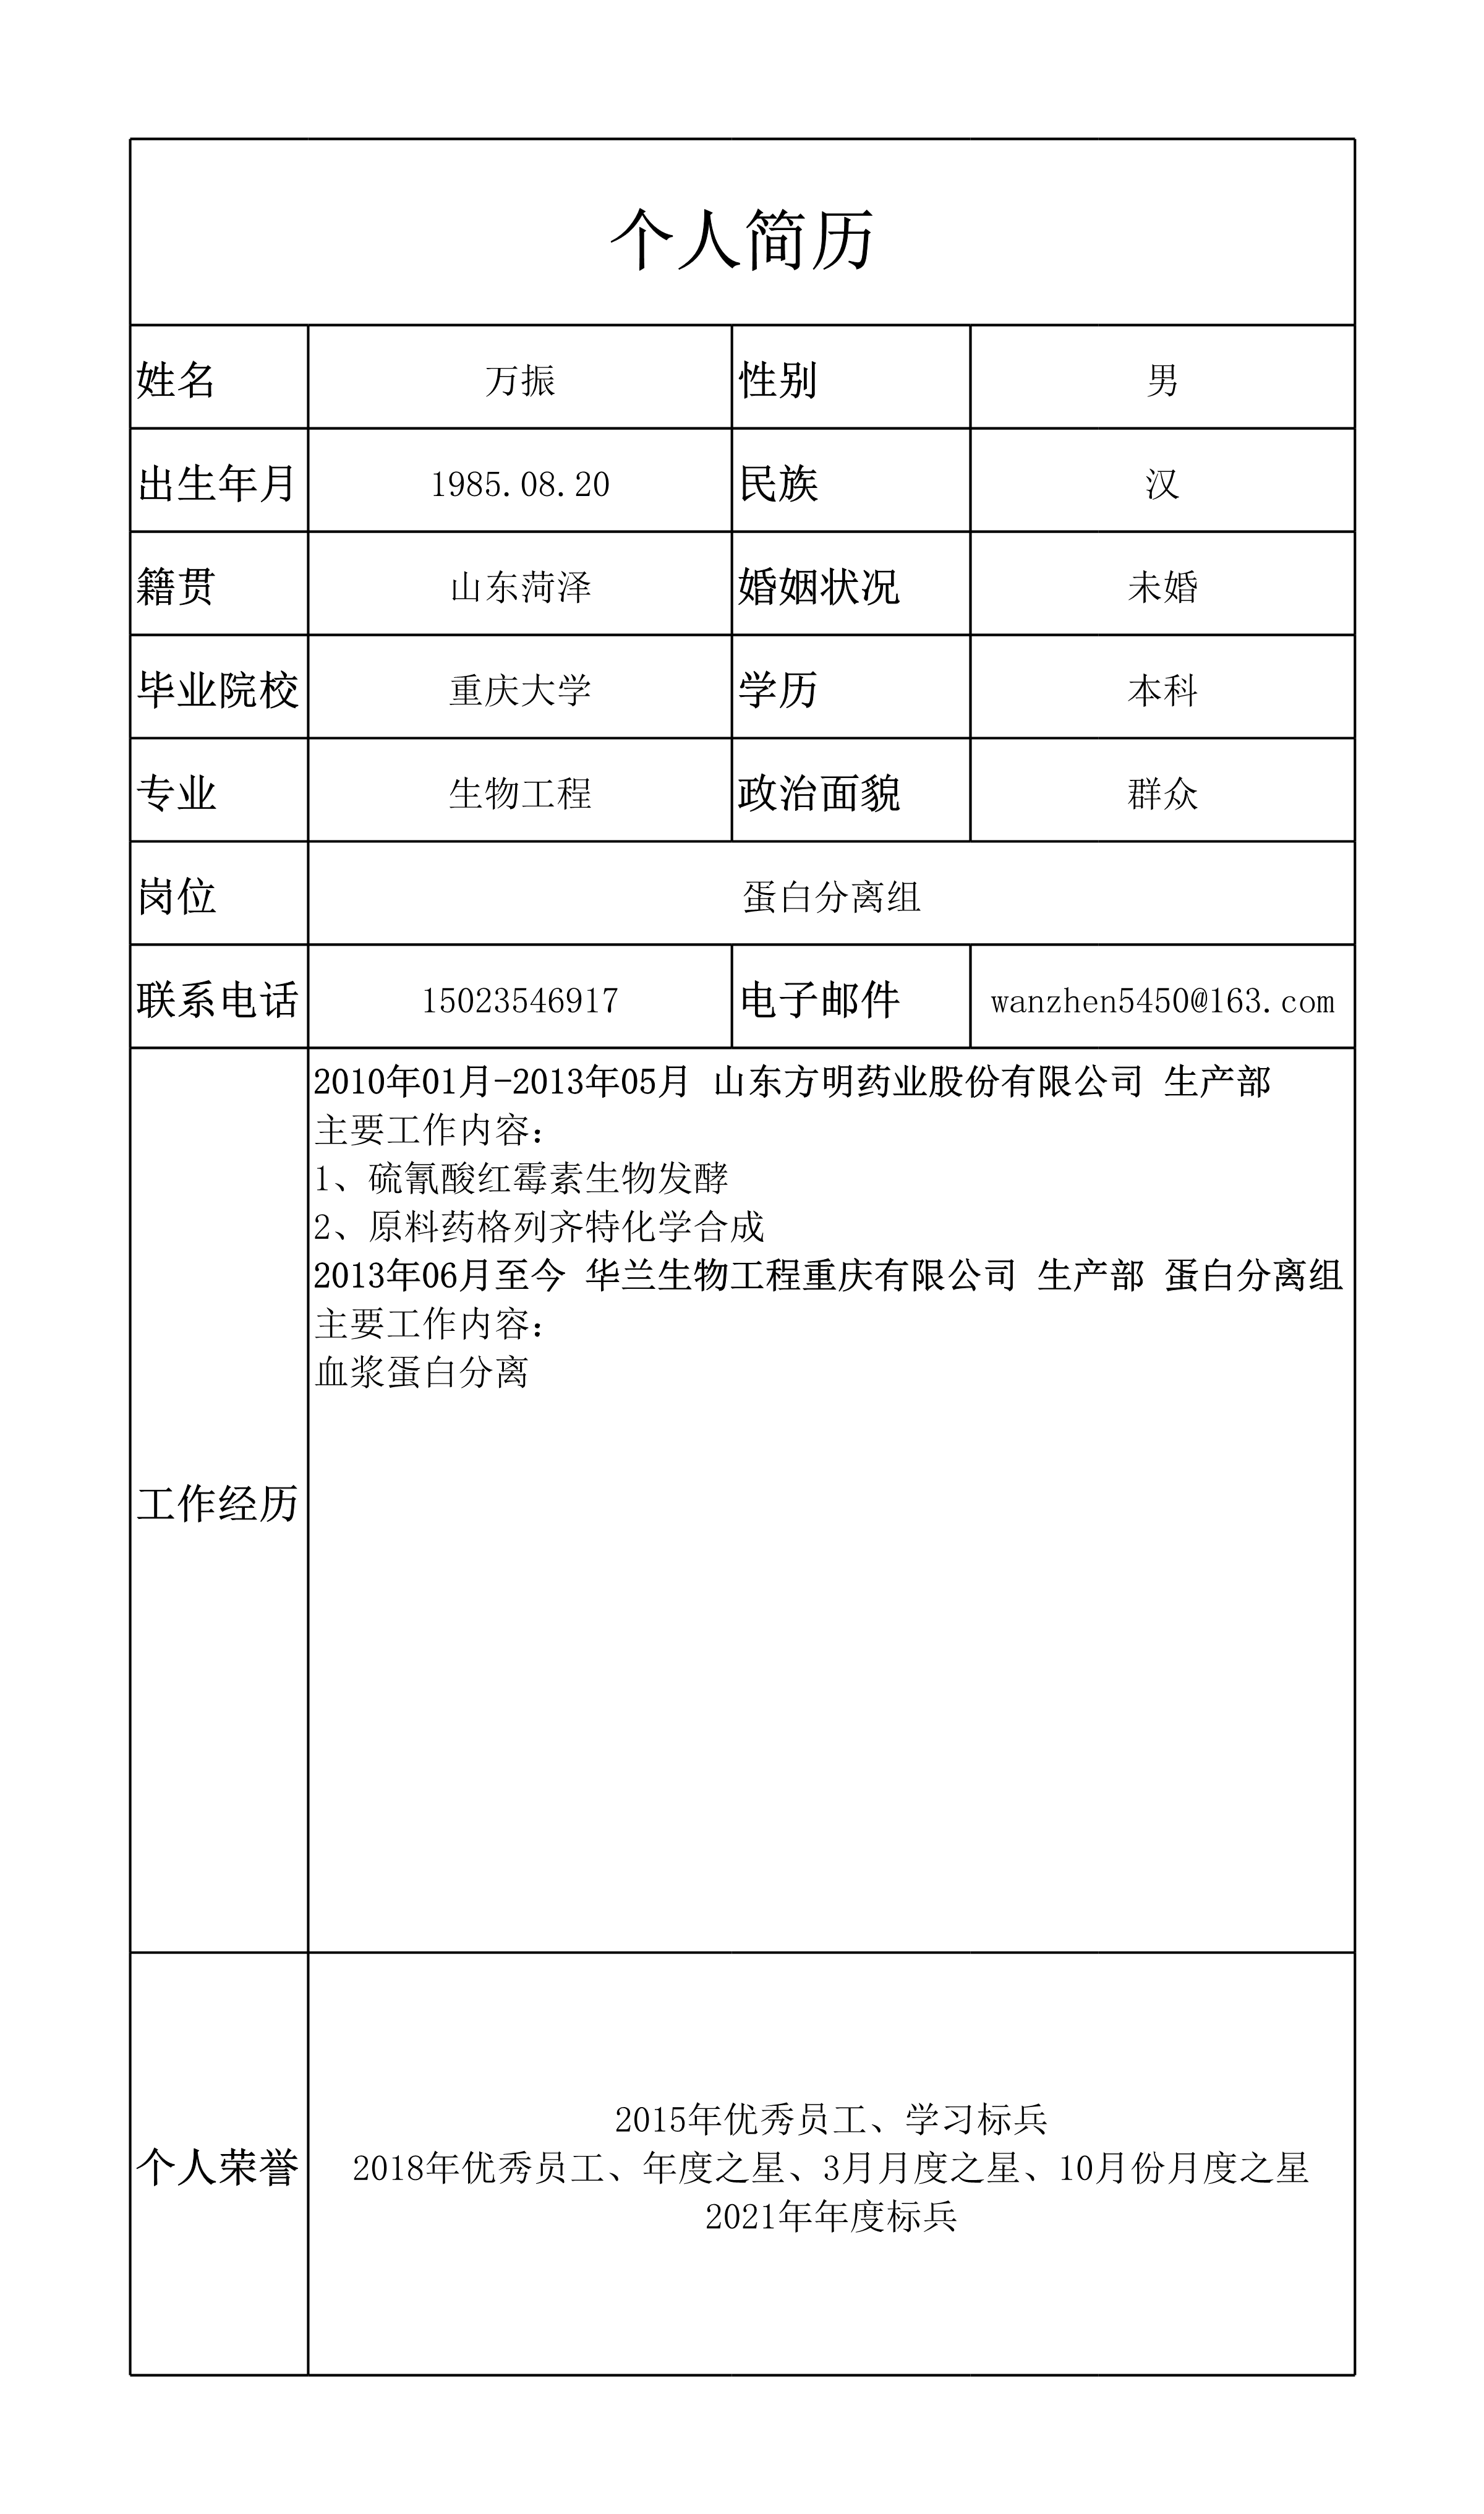 个人简历
姓名 万振 性别 男
出生年月 1985.08.20 民族 汉
籍贯 山东菏泽 婚姻状况 未婚
毕业院校 重庆大学 学历 本科
专业 生物工程 政治面貌 群众
岗位 蛋白分离组
联系电话 15023546917 电子邮件 wanzhen5450@163.com
工作经历
2010年01月-2013年05月 山东方明药业股份有限公司 生产部
主要工作内容：
1、硫氰酸红霉素生物发酵
2、原料药格列齐特化学合成
2013年06月至今 华兰生物工程重庆有限公司 生产部 蛋白分离组
主要工作内容：
血浆蛋白分离
个人荣誉
2015年优秀员工、学习标兵
2018年优秀员工、年度之星、3月月度之星、10月份月度之星
2021年年度标兵